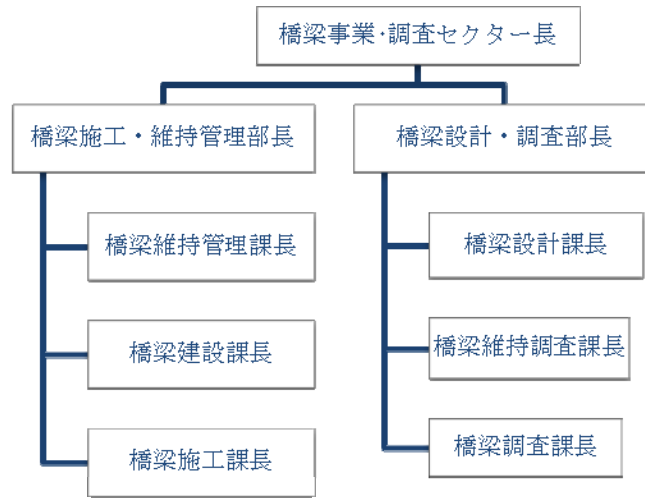 橋梁事業･調査セクター長
橋梁施工・維持管理部長
橋梁維持管理課長
橋梁建設課長
橋梁施工課長
橋梁設計・調査部長
橋梁設計課長
橋梁維持調査課長
橋梁調査課長